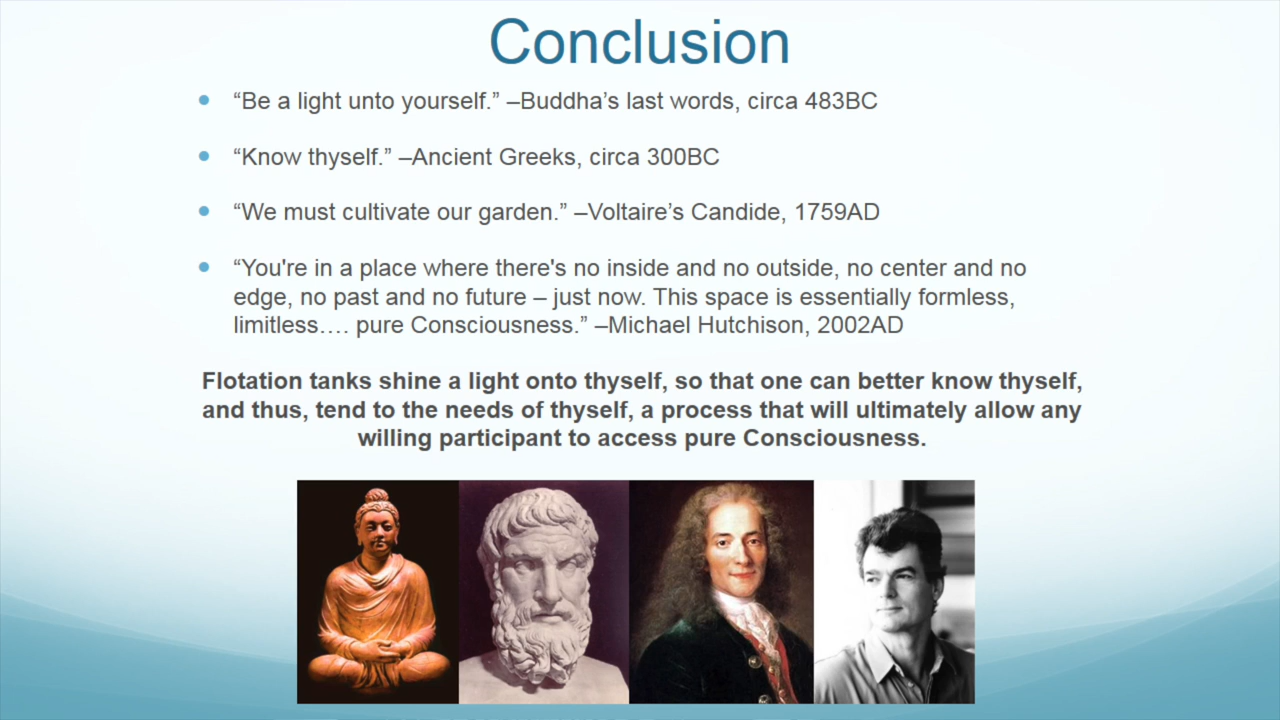 Conclusion
“Be a light unto yourself.” –Buddha’s last words, circa 483BC
“Know thyself.” –Ancient Greeks, circa 300BC
“We must cultivate our garden.” –Voltaire’s Candide, 1759AD
“You're in a place where there's no inside and no outside, no center and no
edge, no past and no future – just now. This space is essentially formless,
limitless…. pure Consciousness.” –Michael Hutchison, 2002AD
Flotation tanks shine a light onto thyself, so that one can better know thyself,
and thus, tend to the needs of thyself, a process that will ultimately allow any
willing participant to access pure Consciousness.